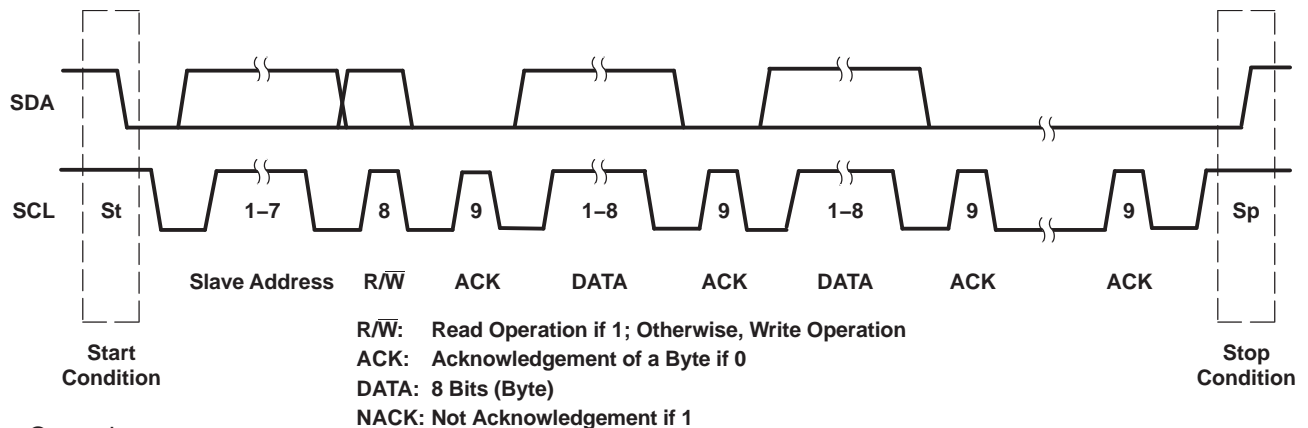 SDA
SCL St 1–7 8 9 1–8 9 1–8 9 9 Sp
Slave Address R/W̅ ACK DATA ACK DATA ACK ACK
Start
Condition
Stop
Condition
R/W̅: Read Operation if 1; Otherwise, Write Operation
ACK: Acknowledgement of a Byte if 0
DATA: 8 Bits (Byte)
NACK: Not Acknowledgement if 1